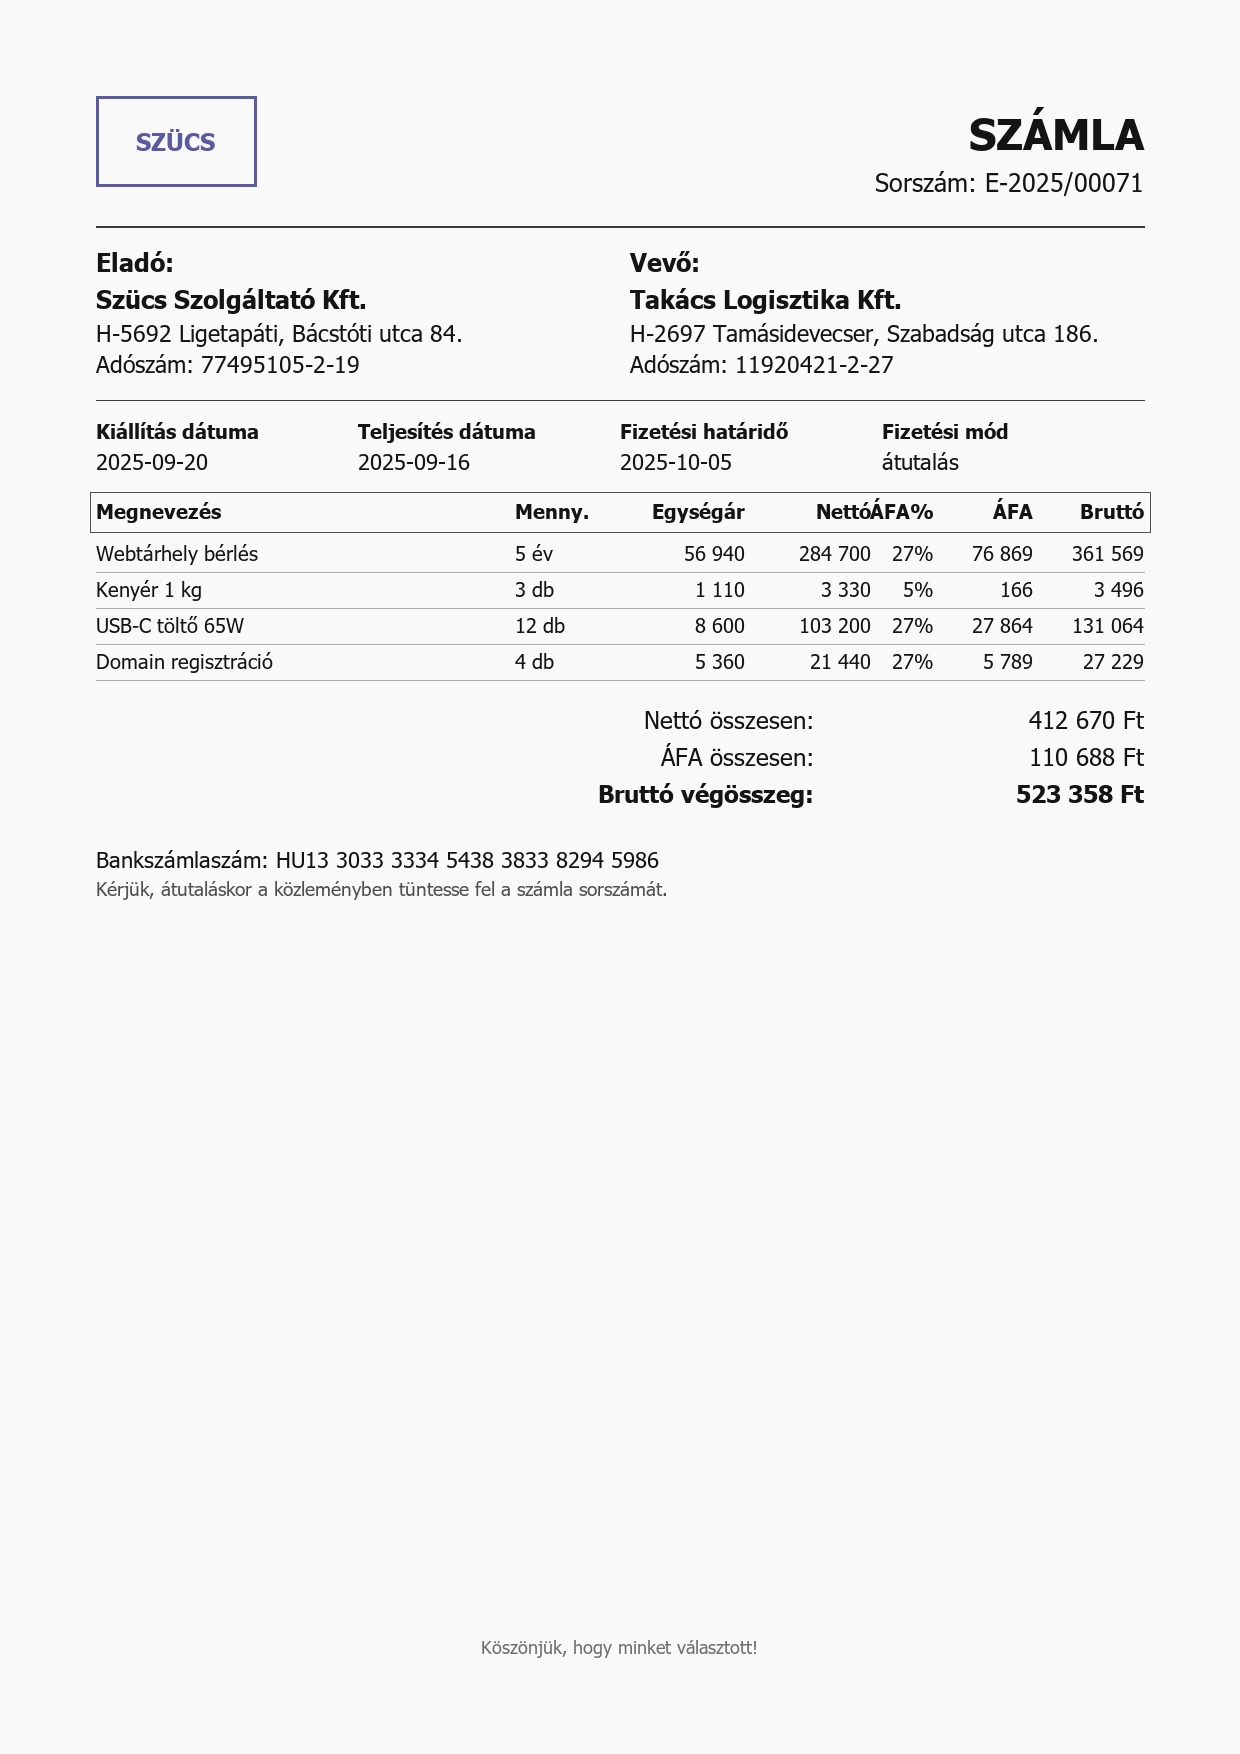 SZÜCS
SZÁMLA
Sorszám: E-2025/00071
Eladó:
Szücs Szolgáltató Kft.
H-5692 Ligetapáti, Bácstóti utca 84.
Adószám: 77495105-2-19
Vevő:
Takács Logisztika Kft.
H-2697 Tamásidevecser, Szabadság utca 186.
Adószám: 11920421-2-27
Kiállítás dátuma Teljesítés dátuma Fizetési határidő Fizetési mód
2025-09-20 2025-09-16 2025-10-05 átutalás
Megnevezés Menny. Egységár Nettó ÁFA% ÁFA Bruttó
Webtárhely bérlés 5 év 56 940 284 700 27% 76 869 361 569
Kenyér 1 kg 3 db 1 110 3 330 5% 166 3 496
USB-C töltő 65W 12 db 8 600 103 200 27% 27 864 131 064
Domain regisztráció 4 db 5 360 21 440 27% 5 789 27 229
Nettó összesen: 412 670 Ft
ÁFA összesen: 110 688 Ft
Bruttó végösszeg: 523 358 Ft
Bankszámlaszám: HU13 3033 3334 5438 3833 8294 5986
Kérjük, átutaláskor a közleményben tüntesse fel a számla sorszámát.
Köszönjük, hogy minket választott!